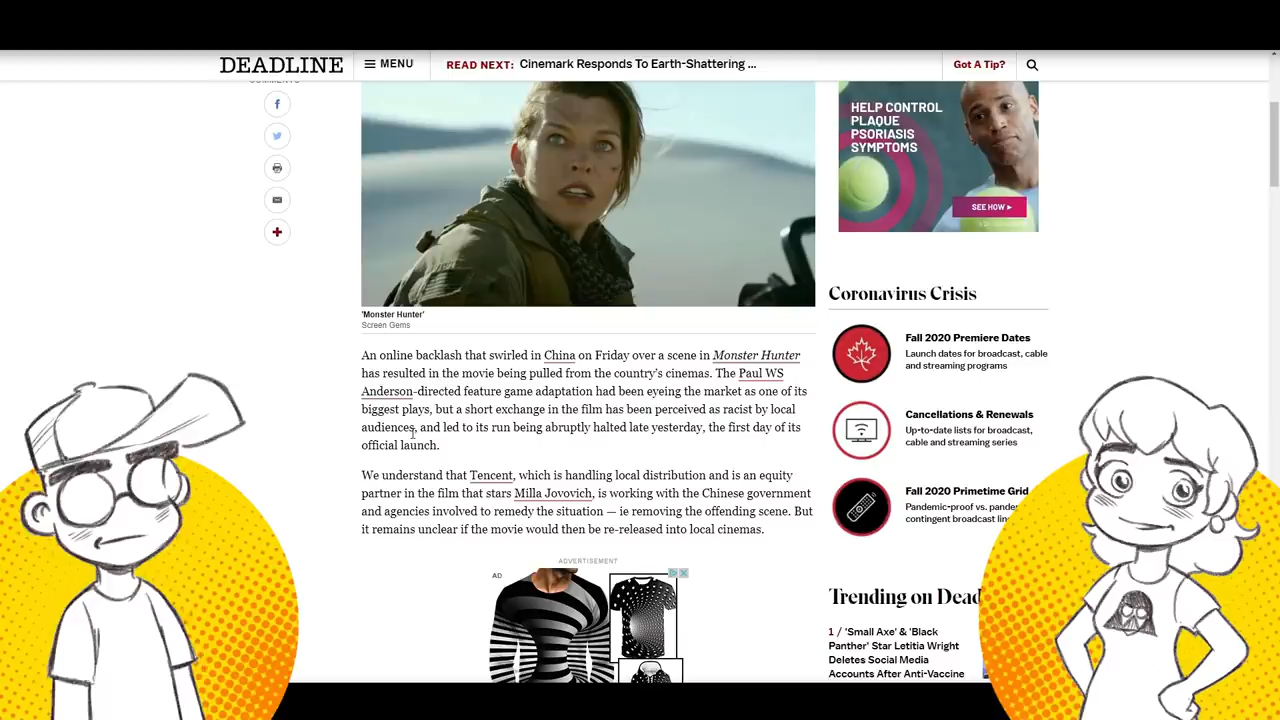 DEADLINE
MENU
READ NEXT: Cinemark Responds To Earth-Shattering ...
Got A Tip?
COMMENTS
HELP CONTROL
PLAQUE
PSORIASIS
SYMPTOMS
SEE HOW ▸
'Monster Hunter'
Screen Gems
An online backlash that swirled in China on Friday over a scene in Monster Hunter
has resulted in the movie being pulled from the country's cinemas. The Paul WS
Anderson-directed feature game adaptation had been eyeing the market as one of its
biggest plays, but a short exchange in the film has been perceived as racist by local
audiences, and led to its run being abruptly halted late yesterday, the first day of its
official launch.
We understand that Tencent, which is handling local distribution and is an equity
partner in the film that stars Milla Jovovich, is working with the Chinese government
and agencies involved to remedy the situation — ie removing the offending scene. But
it remains unclear if the movie would then be re-released into local cinemas.
ADVERTISEMENT
AD
Coronavirus Crisis
Fall 2020 Premiere Dates
Launch dates for broadcast, cable
and streaming programs
Cancellations & Renewals
Up-to-date lists for broadcast,
cable and streaming series
Fall 2020 Primetime Grid
Pandemic-proof vs.
contingent broadcast
Trending on
1 / 'Small Axe' & 'Black
Panther' Star Letitia Wright
Deletes Social Media
Accounts After Anti-Vaccine